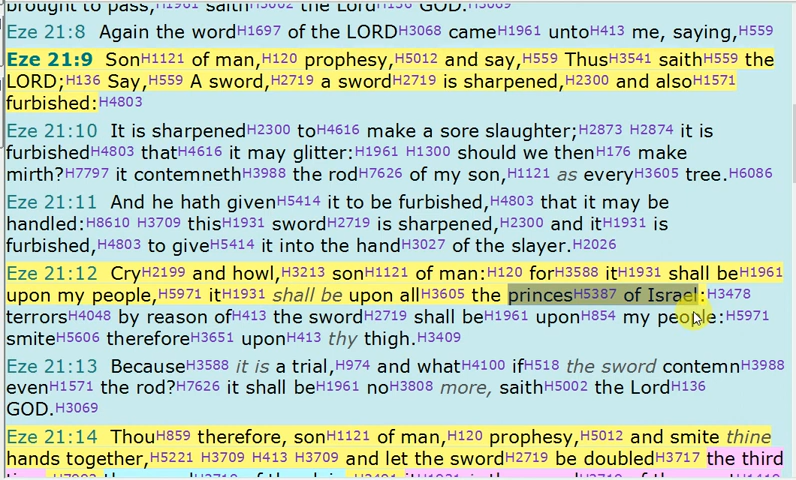 brought to pass,H1961 saithH5002 the LordH136 GOD.H3069
Eze 21:8 Again the wordH1697 of the LORDH3068 cameH1961 untoH413 me, saying,H559
Eze 21:9 SonH1121 of man,H120 prophesy,H5012 and say,H559 ThusH3541 saithH559 the
LORD;H136 Say,H559 A sword,H2719 a swordH2719 is sharpened,H2300 and alsoH1571
furbished:H4803
Eze 21:10 It is sharpenedH2300 toH4616 make a sore slaughter;H2873 H2874 it is
furbishedH4803 thatH4616 it may glitter:H1961 H1300 should we thenH176 make
mirth?H7797 it contemnethH3988 the rodH7626 of my son,H1121 as everyH3605 tree.H6086
Eze 21:11 And he hath givenH5414 it to be furbished,H4803 that it may be
handled:H8610 H3709 thisH1931 swordH2719 is sharpened,H2300 and itH1931 is
furbished,H4803 to giveH5414 it into the handH3027 of the slayer.H2026
Eze 21:12 CryH2199 and howl,H3213 sonH1121 of man:H120 forH3588 itH1931 shall beH1961
upon my people,H5971 itH1931 shall be upon allH3605 the princesH5387 of Israel:H3478
terrorsH4048 by reason ofH413 the swordH2719 shall beH1961 uponH854 my people:H5971
smiteH5606 thereforeH3651 uponH413 thy thigh.H3409
Eze 21:13 BecauseH3588 it is a trial,H974 and whatH4100 ifH518 the sword contemnH3988
evenH1571 the rod?H7626 it shall beH1961 noH3808 more, saithH5002 the LordH136
GOD.H3069
Eze 21:14 ThouH859 therefore, sonH1121 of man,H120 prophesy,H5012 and smite thine
hands together,H5221 H3709 H413 H3709 and let the swordH2719 be doubledH3717 the third